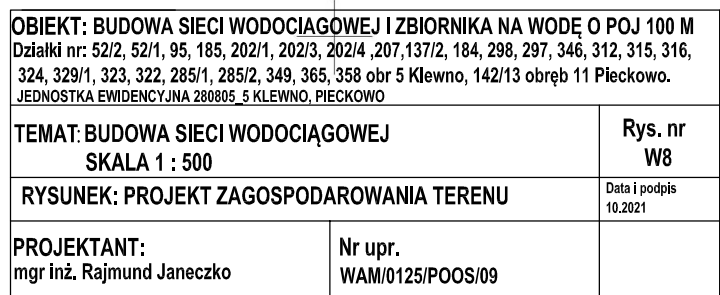 OBIEKT: BUDOWA SIECI WODOCIĄGOWEJ I ZBIORNIKA NA WODĘ O POJ 100 M
Działki nr: 52/2, 52/1, 95, 185, 202/1, 202/3, 202/4 ,207,137/2, 184, 298, 297, 346, 312, 315, 316,
324, 329/1, 323, 322, 285/1, 285/2, 349, 365, 358 obr 5 Klewno, 142/13 obręb 11 Pieckowo.
JEDNOSTKA EWIDENCYJNA 280805_5 KLEWNO, PIECKOWO
TEMAT: BUDOWA SIECI WODOCIĄGOWEJ
SKALA 1 : 500
Rys. nr
W8
RYSUNEK: PROJEKT ZAGOSPODAROWANIA TERENU
Data i podpis
10.2021
PROJEKTANT:
mgr inż. Rajmund Janeczko
Nr upr.
WAM/0125/POOS/09